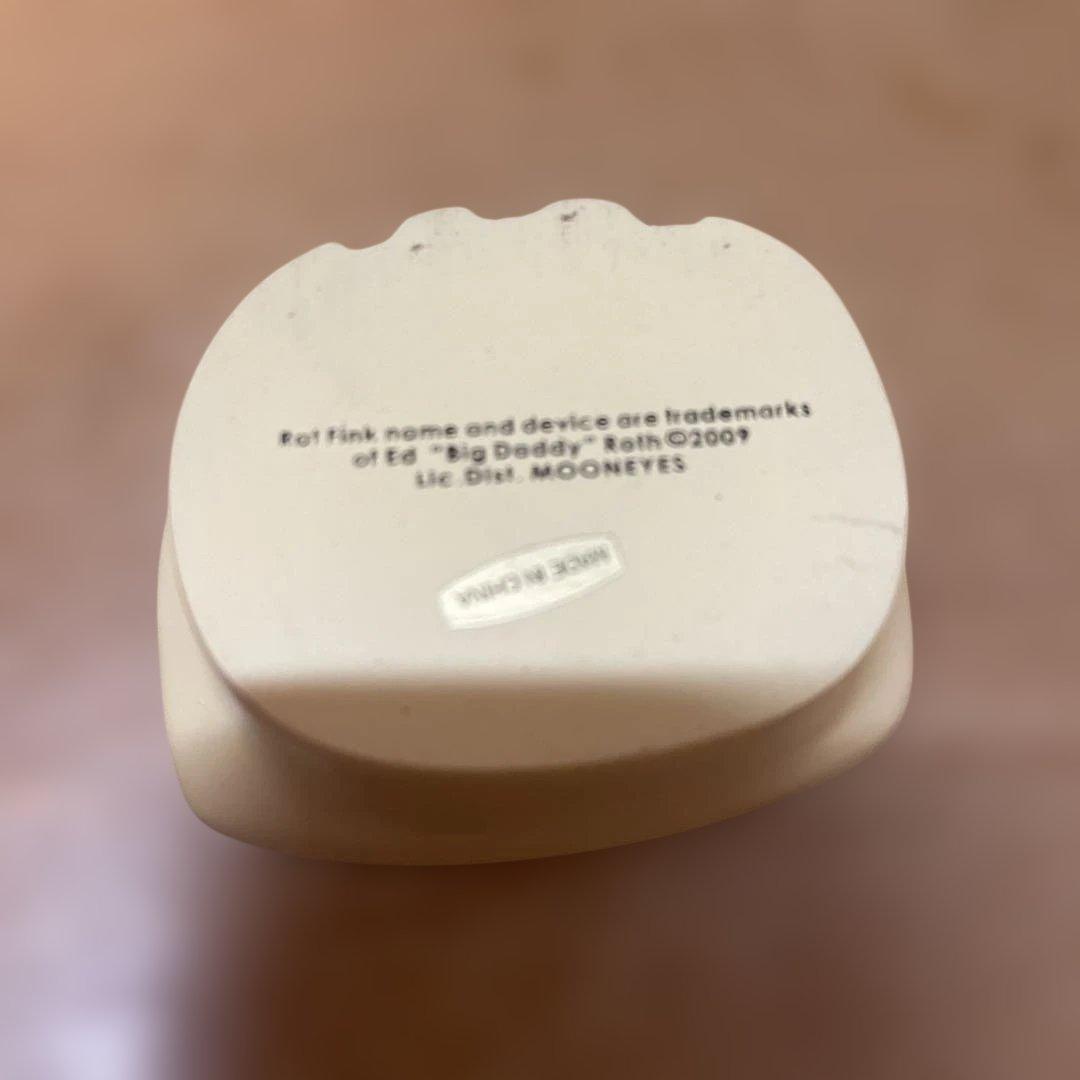 Rat Fink name and device are trademarks
of Ed "Big Daddy" Roth ©2009
Lic. Dist. MOONEYES
MADE IN CHINA